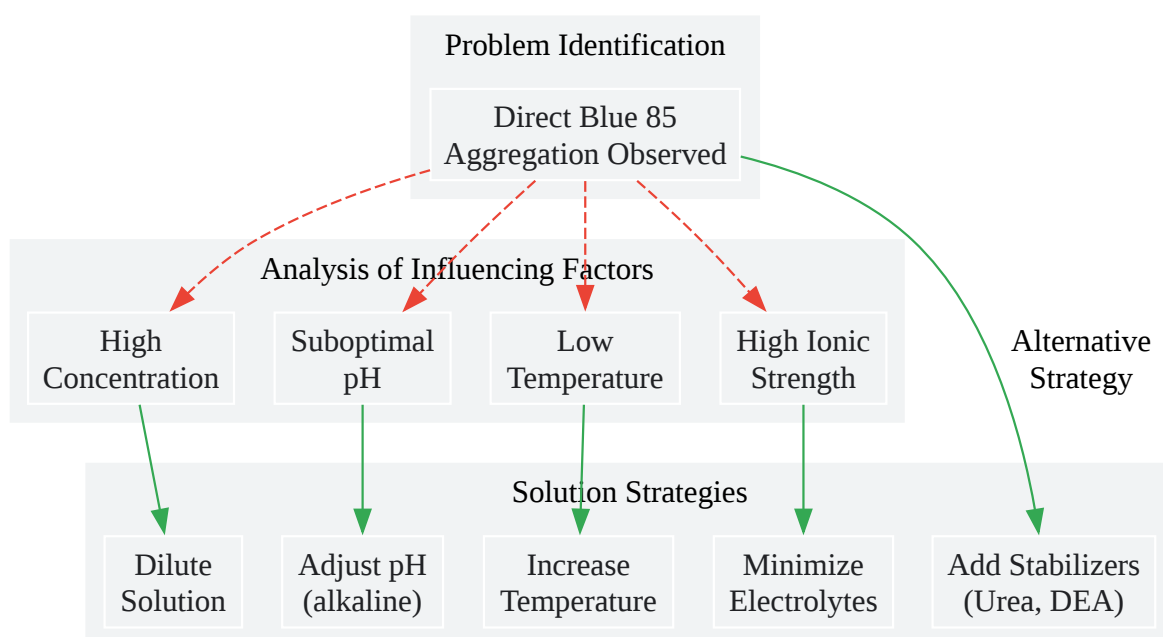 Problem Identification
Direct Blue 85
Aggregation Observed
Analysis of Influencing Factors
High
Concentration
Suboptimal
pH
Low
Temperature
High Ionic
Strength
Alternative
Strategy
Solution Strategies
Dilute
Solution
Adjust pH
(alkaline)
Increase
Temperature
Minimize
Electrolytes
Add Stabilizers
(Urea, DEA)